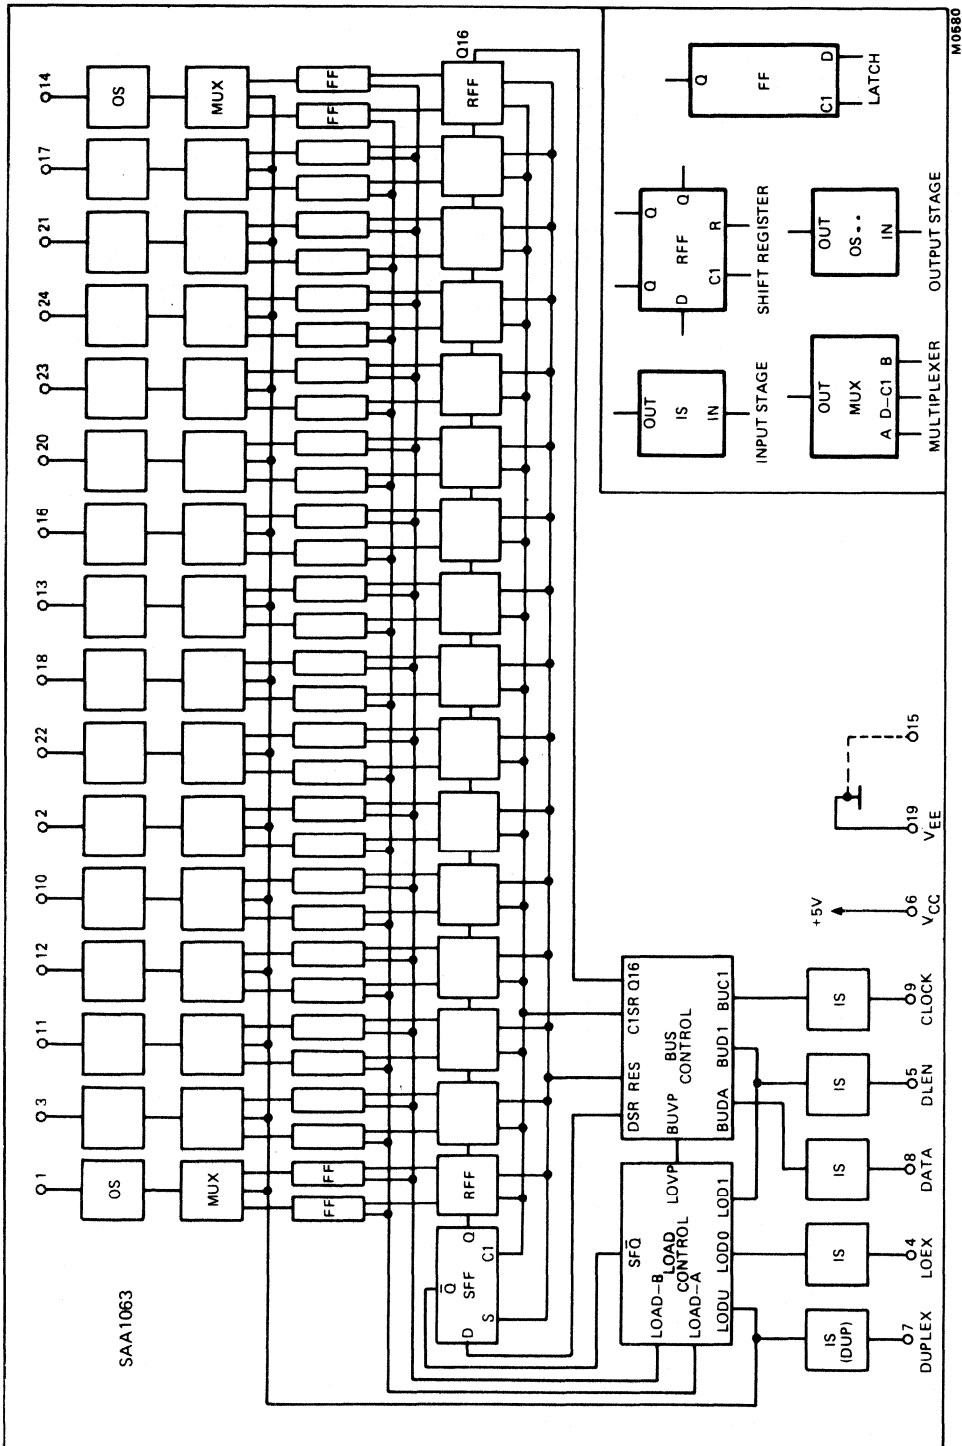 M0580
SAA1063
1
3
11
12
10
2
22
18
13
16
20
23
24
21
17
14
OS
OS
MUX
MUX
FF
FF
FF
FF
RFF
RFF
Q16
Q̅
Q
SFF
D
S
C1
SFQ̅
LOVP
LOAD-B
LOAD CONTROL
LOAD-A
LODU
LOD0
LOD1
DSR
RES
C1SR
Q16
BUVP
BUS CONTROL
BUDA
BUD1
BUC1
IS (DUP)
IS
IS
IS
IS
7
4
8
5
9
6
19
15
DUPLEX
LOEX
DATA
DLEN
CLOCK
+5V
VCC
VEE
OUT
IS
IN
INPUT STAGE
Q
Q
Q
D
RFF
C1
R
SHIFT REGISTER
Q
FF
C1
D
LATCH
OUT
MUX
A
D-C1
B
MULTIPLEXER
OUT
OS..
IN
OUTPUT STAGE